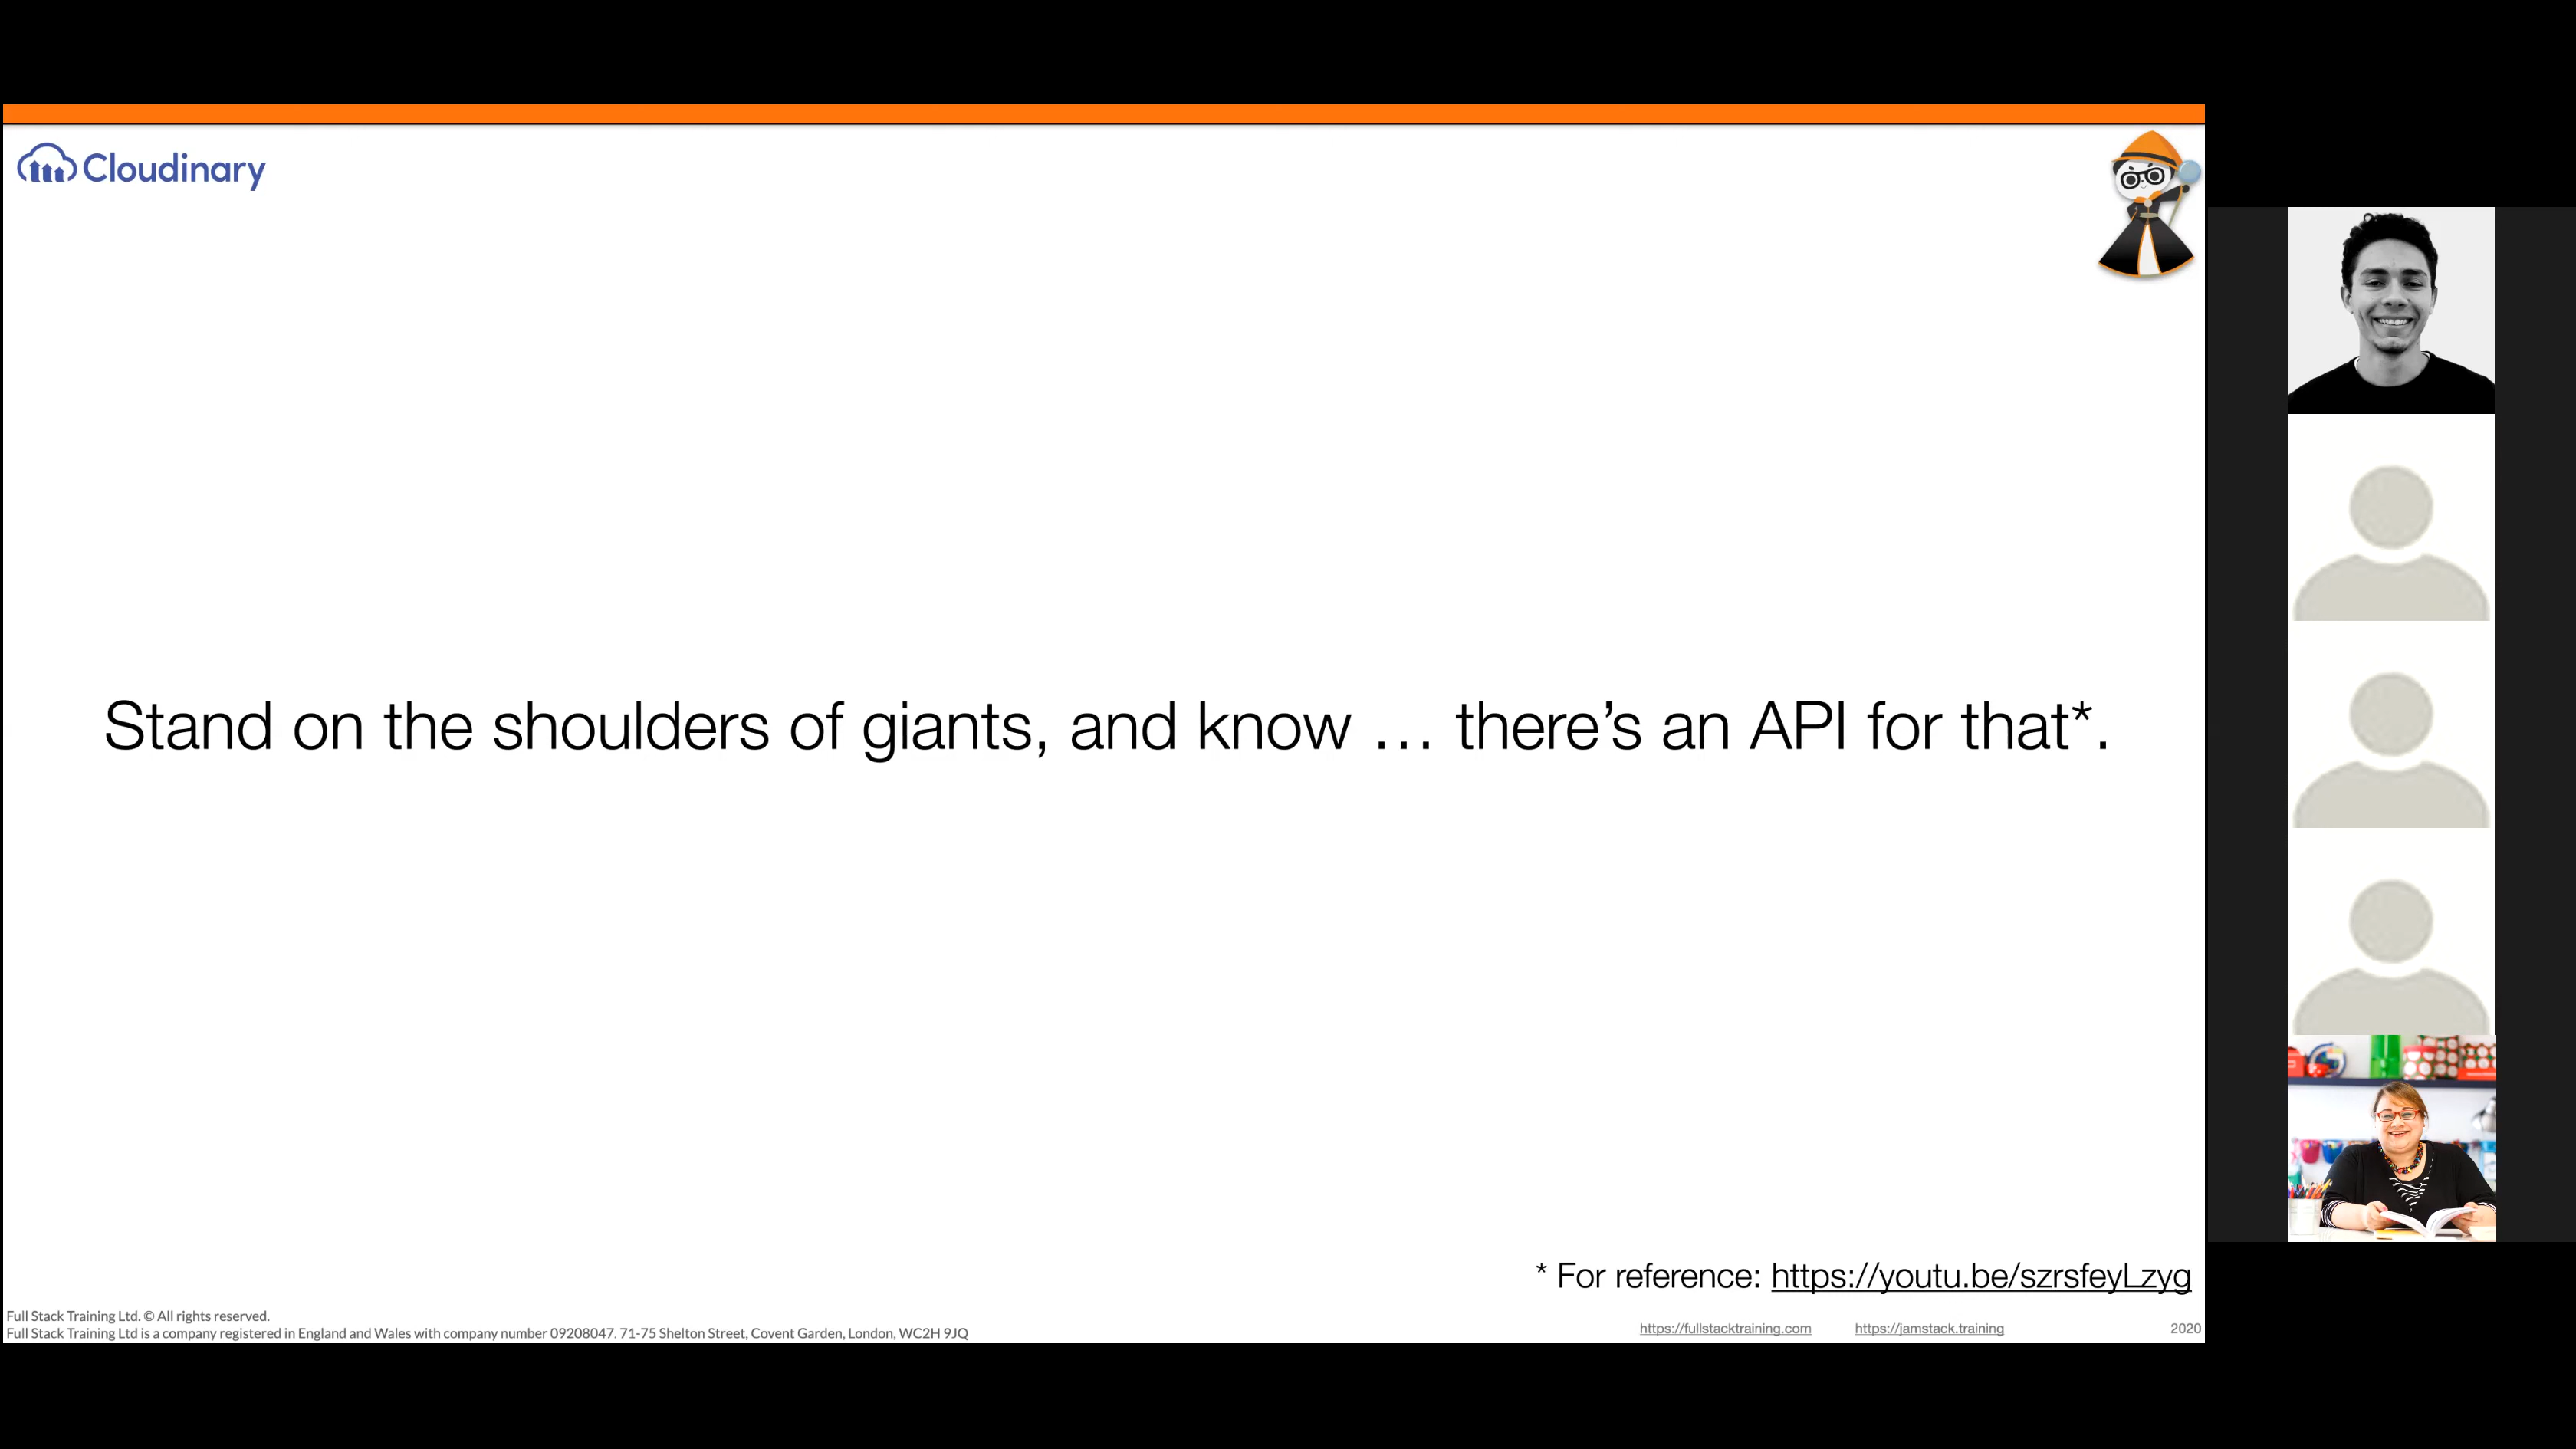 Cloudinary
Stand on the shoulders of giants, and know … there’s an API for that*.
* For reference: https://youtu.be/szrsfeyLzyg
Full Stack Training Ltd. © All rights reserved.
Full Stack Training Ltd is a company registered in England and Wales with company number 09208047. 71-75 Shelton Street, Covent Garden, London, WC2H 9JQ
https://fullstacktraining.com https://jamstack.training 2020